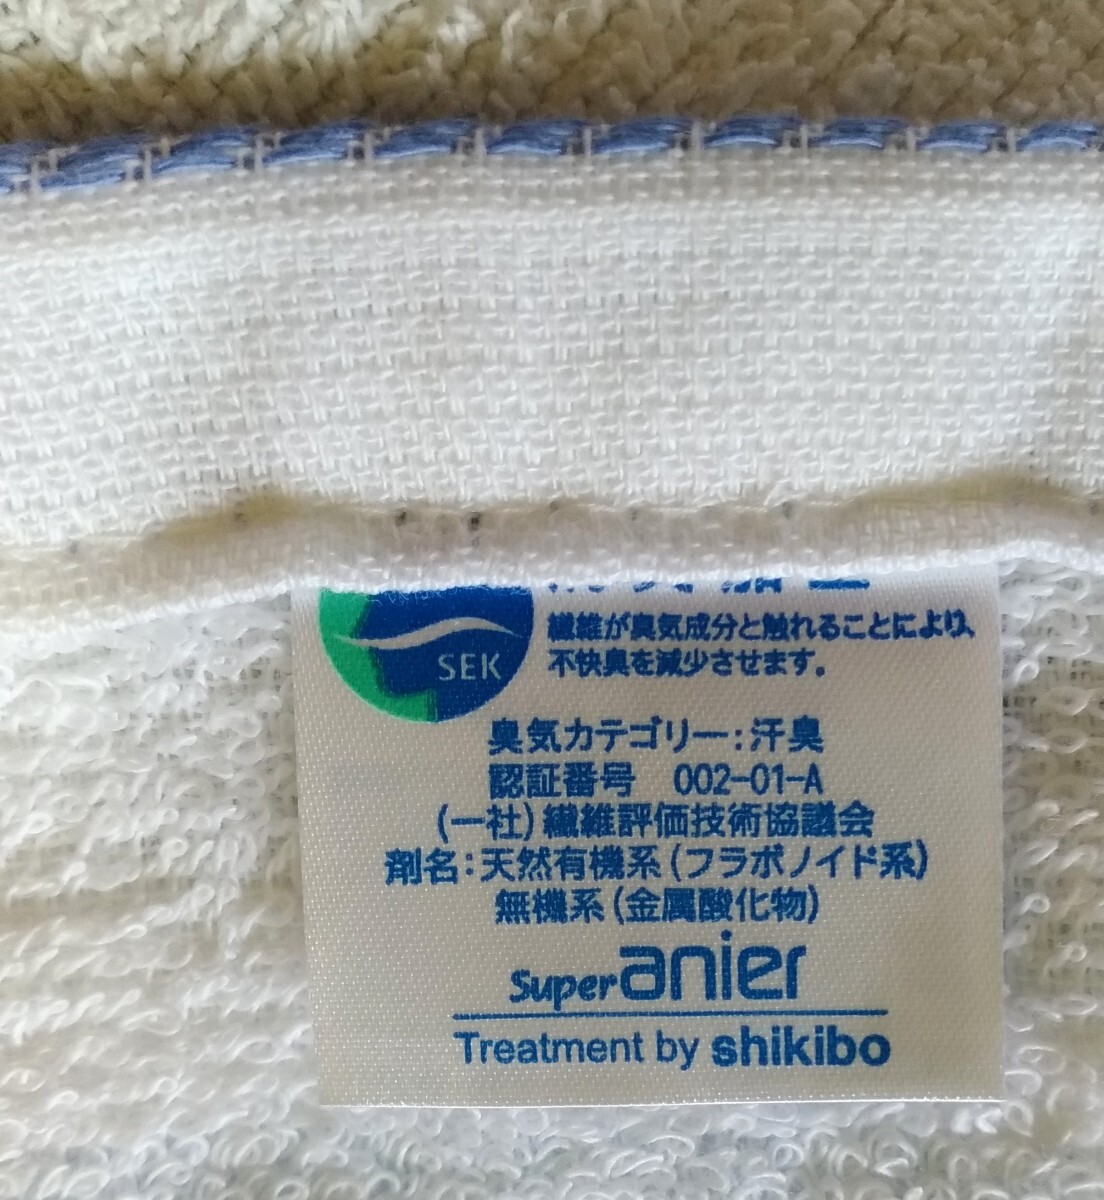 SEK
繊維が臭気成分と触れることにより、
不快臭を減少させます。
臭気カテゴリー:汗臭
認証番号 002-01-A
(一社)繊維評価技術協議会
剤名:天然有機系(フラボノイド系)
無機系(金属酸化物)
Super anier
Treatment by shikibo